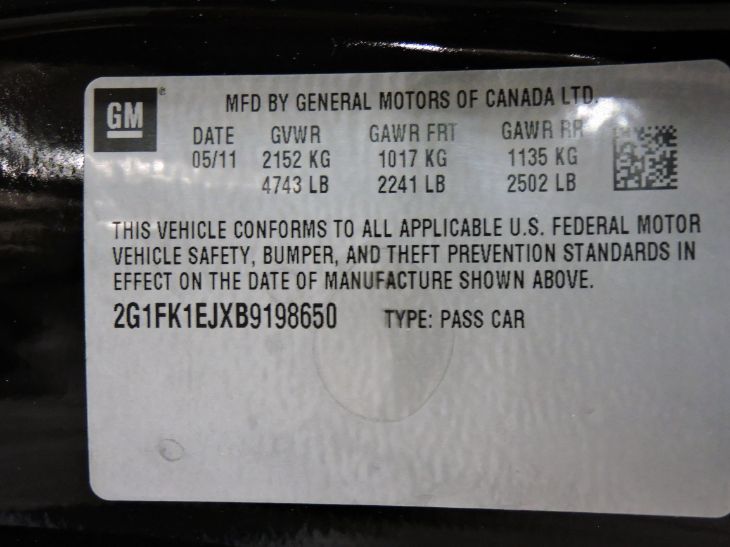 GM®
MFD BY GENERAL MOTORS OF CANADA LTD.
DATE GVWR GAWR FRT GAWR RR
05/11 2152 KG 1017 KG 1135 KG
4743 LB 2241 LB 2502 LB
THIS VEHICLE CONFORMS TO ALL APPLICABLE U.S. FEDERAL MOTOR
VEHICLE SAFETY, BUMPER, AND THEFT PREVENTION STANDARDS IN
EFFECT ON THE DATE OF MANUFACTURE SHOWN ABOVE.
2G1FK1EJXB9198650 TYPE: PASS CAR